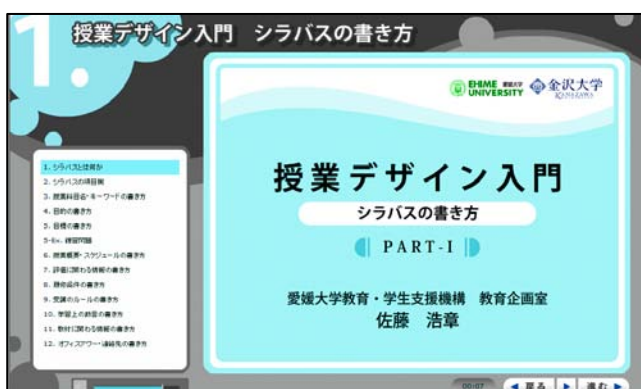 1.
授業デザイン入門 シラバスの書き方
EHIME UNIVERSITY 愛媛大学
金沢大学
KANAZAWA
授業デザイン入門
シラバスの書き方
PART-I
愛媛大学教育・学生支援機構 教育企画室
佐藤 浩章
1. シラバスとは何か
2. シラバスの項目例
3. 授業科目名・キーワードの書き方
4. 目的の書き方
5. 目標の書き方
5-Ex. 練習問題
6. 授業概要・スケジュールの書き方
7. 評価に関わる情報の書き方
8. 履修条件の書き方
9. 受講のルールの書き方
10. 学習上の助言の書き方
11. 教材に関わる情報の書き方
12. オフィスアワー・連絡先の書き方
00:07
戻る
進む